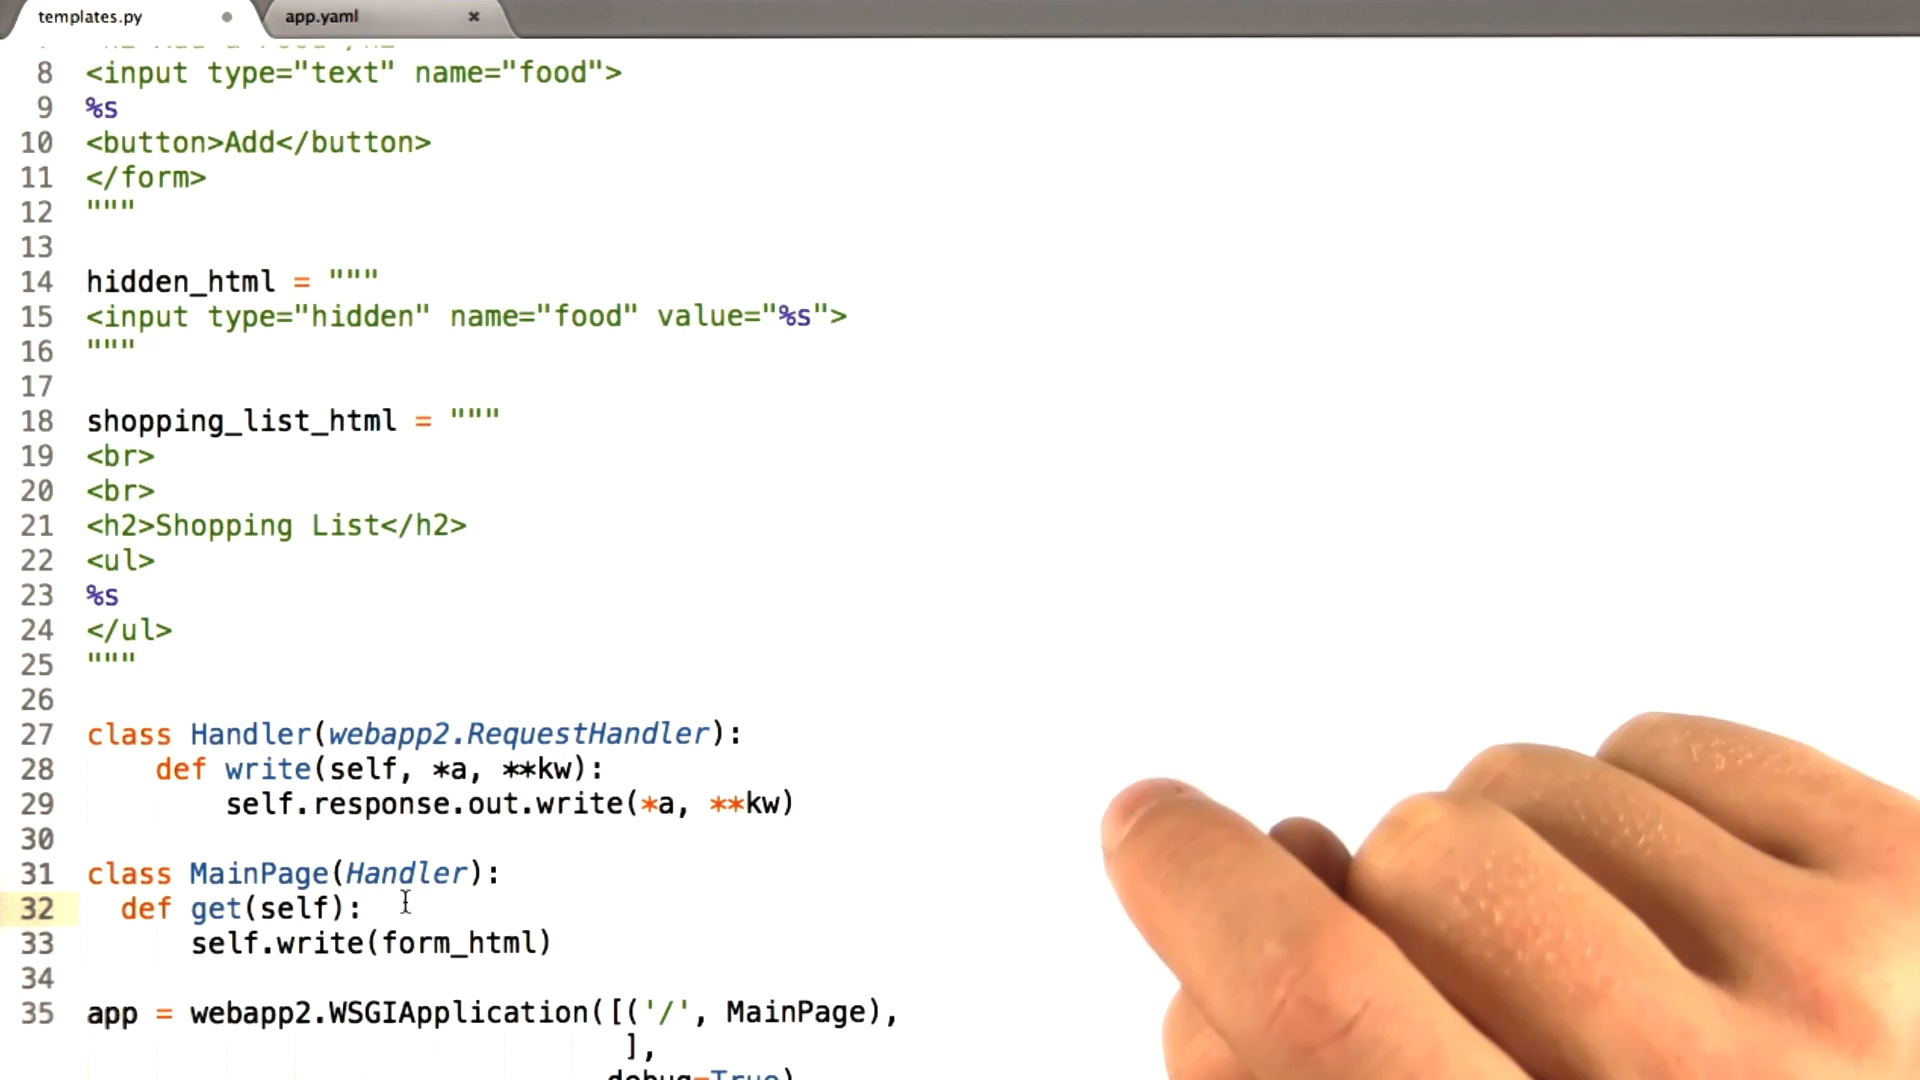 templates.py
app.yaml
8 <input type="text" name="food">
9 %s
10 <button>Add</button>
11 </form>
12 """
13
14 hidden_html = """
15 <input type="hidden" name="food" value="%s">
16 """
17
18 shopping_list_html = """
19 <br>
20 <br>
21 <h2>Shopping List</h2>
22 <ul>
23 %s
24 </ul>
25 """
26
27 class Handler(webapp2.RequestHandler):
28 def write(self, *a, **kw):
29 self.response.out.write(*a, **kw)
30
31 class MainPage(Handler):
32 def get(self):
33 self.write(form_html)
34
35 app = webapp2.WSGIApplication([('/', MainPage),
],
debug=True)